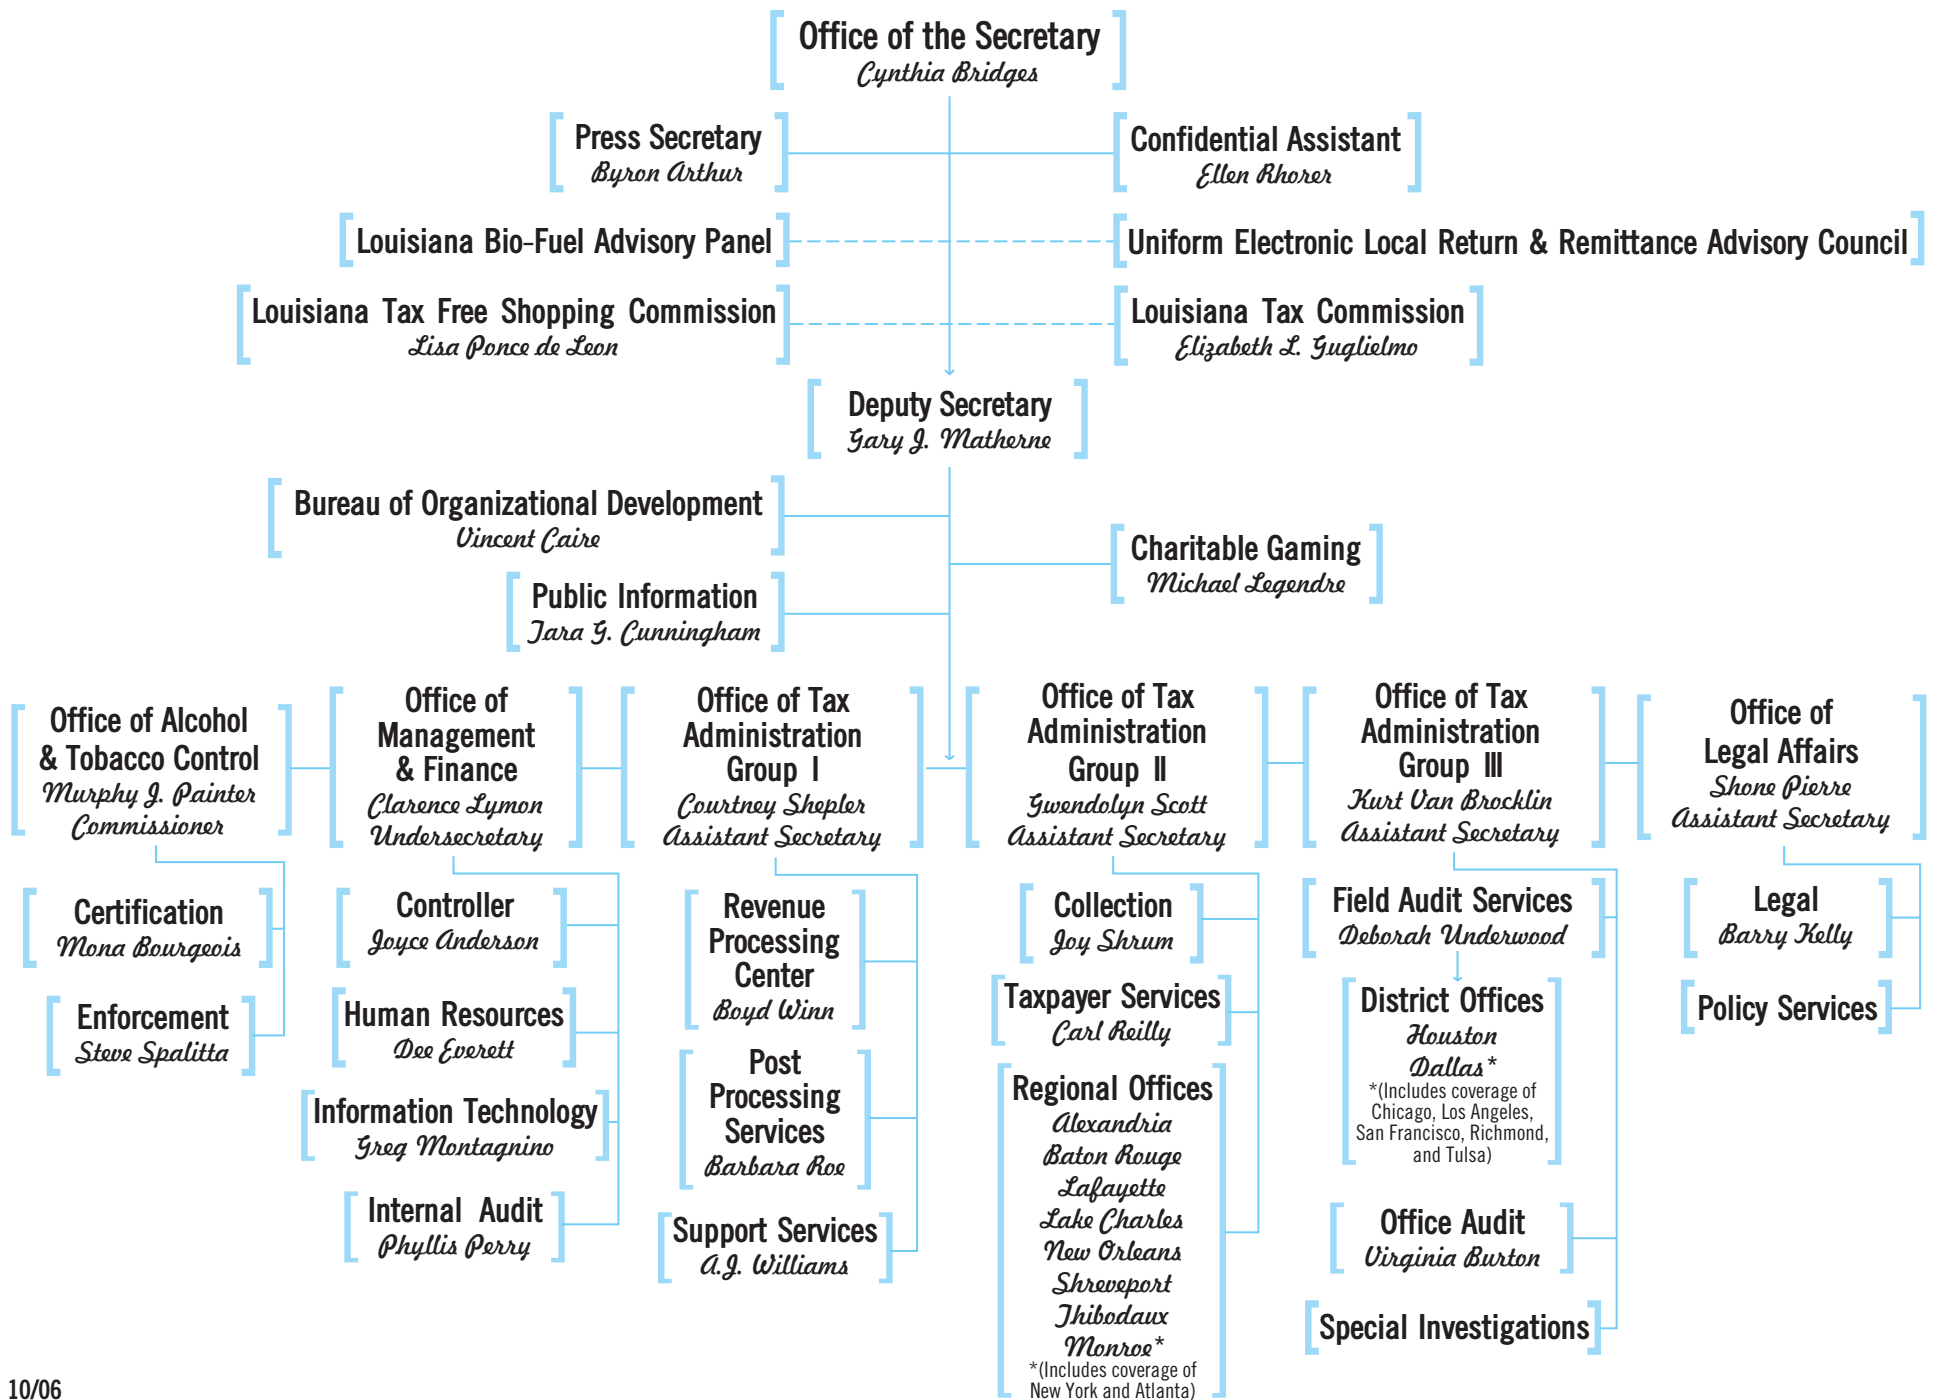 Office of the Secretary
Cynthia Bridges
Press Secretary
Byron Arthur
Confidential Assistant
Ellen Rhorer
Louisiana Bio-Fuel Advisory Panel
Uniform Electronic Local Return & Remittance Advisory Council
Louisiana Tax Free Shopping Commission
Lisa Ponce de Leon
Louisiana Tax Commission
Elizabeth L. Guglielmo
Deputy Secretary
Gary J. Matherne
Bureau of Organizational Development
Vincent Caire
Charitable Gaming
Michael Legendre
Public Information
Tara G. Cunningham
Office of Alcohol
& Tobacco Control
Murphy J. Painter
Commissioner
Certification
Mona Bourgeois
Enforcement
Steve Spalitta
Office of
Management
& Finance
Clarence Lymon
Undersecretary
Controller
Joyce Anderson
Human Resources
Dee Everett
Information Technology
Greg Montagnino
Internal Audit
Phyllis Perry
Office of Tax
Administration
Group I
Courtney Shepler
Assistant Secretary
Revenue
Processing
Center
Boyd Winn
Post
Processing
Services
Barbara Roe
Support Services
A.J. Williams
Office of Tax
Administration
Group II
Gwendolyn Scott
Assistant Secretary
Collection
Joy Shrum
Taxpayer Services
Carl Reilly
Regional Offices
Alexandria
Baton Rouge
Lafayette
Lake Charles
New Orleans
Shreveport
Thibodaux
Monroe*
*(Includes coverage of
New York and Atlanta)
Office of Tax
Administration
Group III
Kurt Van Brocklin
Assistant Secretary
Field Audit Services
Deborah Underwood
District Offices
Houston
Dallas*
*(Includes coverage of
Chicago, Los Angeles,
San Francisco, Richmond,
and Tulsa)
Office Audit
Virginia Burton
Special Investigations
Office of
Legal Affairs
Shone Pierre
Assistant Secretary
Legal
Barry Kelly
Policy Services
10/06